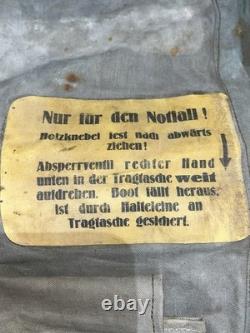 Nur für den Notfall!
Holzknebel fest nach abwärts
ziehen!
Absperrventil rechter Hand
unten in der Tragtasche weit
aufdrehen. Boot fällt heraus,
ist durch Halteleine an
Tragtasche gesichert.
ebay